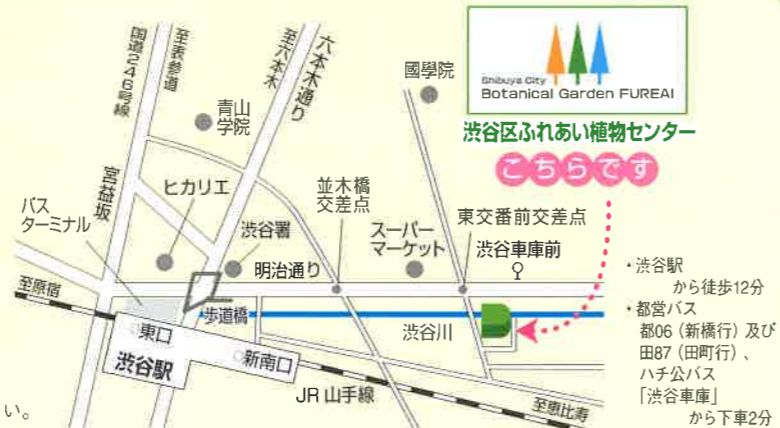 Shibuya City
Botanical Garden FUREAI
渋谷区ふれあい植物センター
こちらです
国道246号線
至表参道
至六本木
六本木通り
國學院
青山
学院
宮益坂
ヒカリエ
並木橋
交差点
バス
ターミナル
渋谷署
スーパー
マーケット
東交番前交差点
渋谷車庫前
明治通り
至原宿
歩道橋
渋谷川
東口
渋谷駅
新南口
JR 山手線
至恵比寿
い。
・渋谷駅
から徒歩12分
・都営バス
都06（新橋行）及び
田87（田町行）、
ハチ公バス
「渋谷車庫」
から下車2分